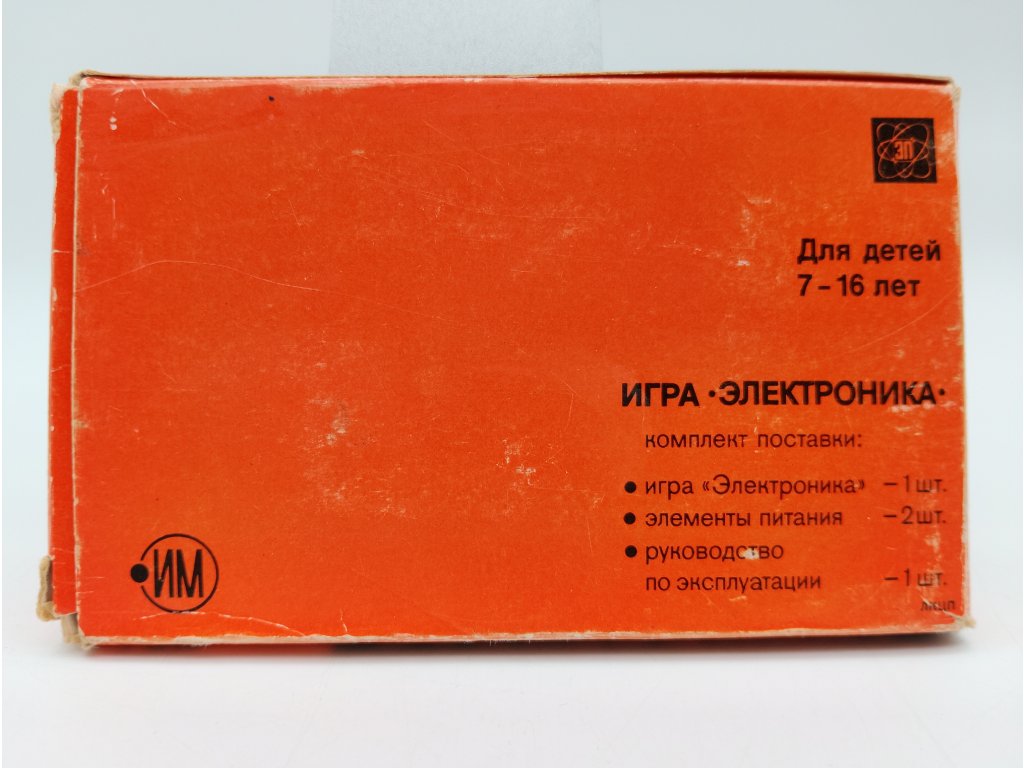 ЭП
Для детей
7–16 лет
ИГРА •ЭЛЕКТРОНИКА•
комплект поставки:
• игра «Электроника» –1 шт.
• элементы питания –2 шт.
• руководство
по эксплуатации –1 шт.
ИМ